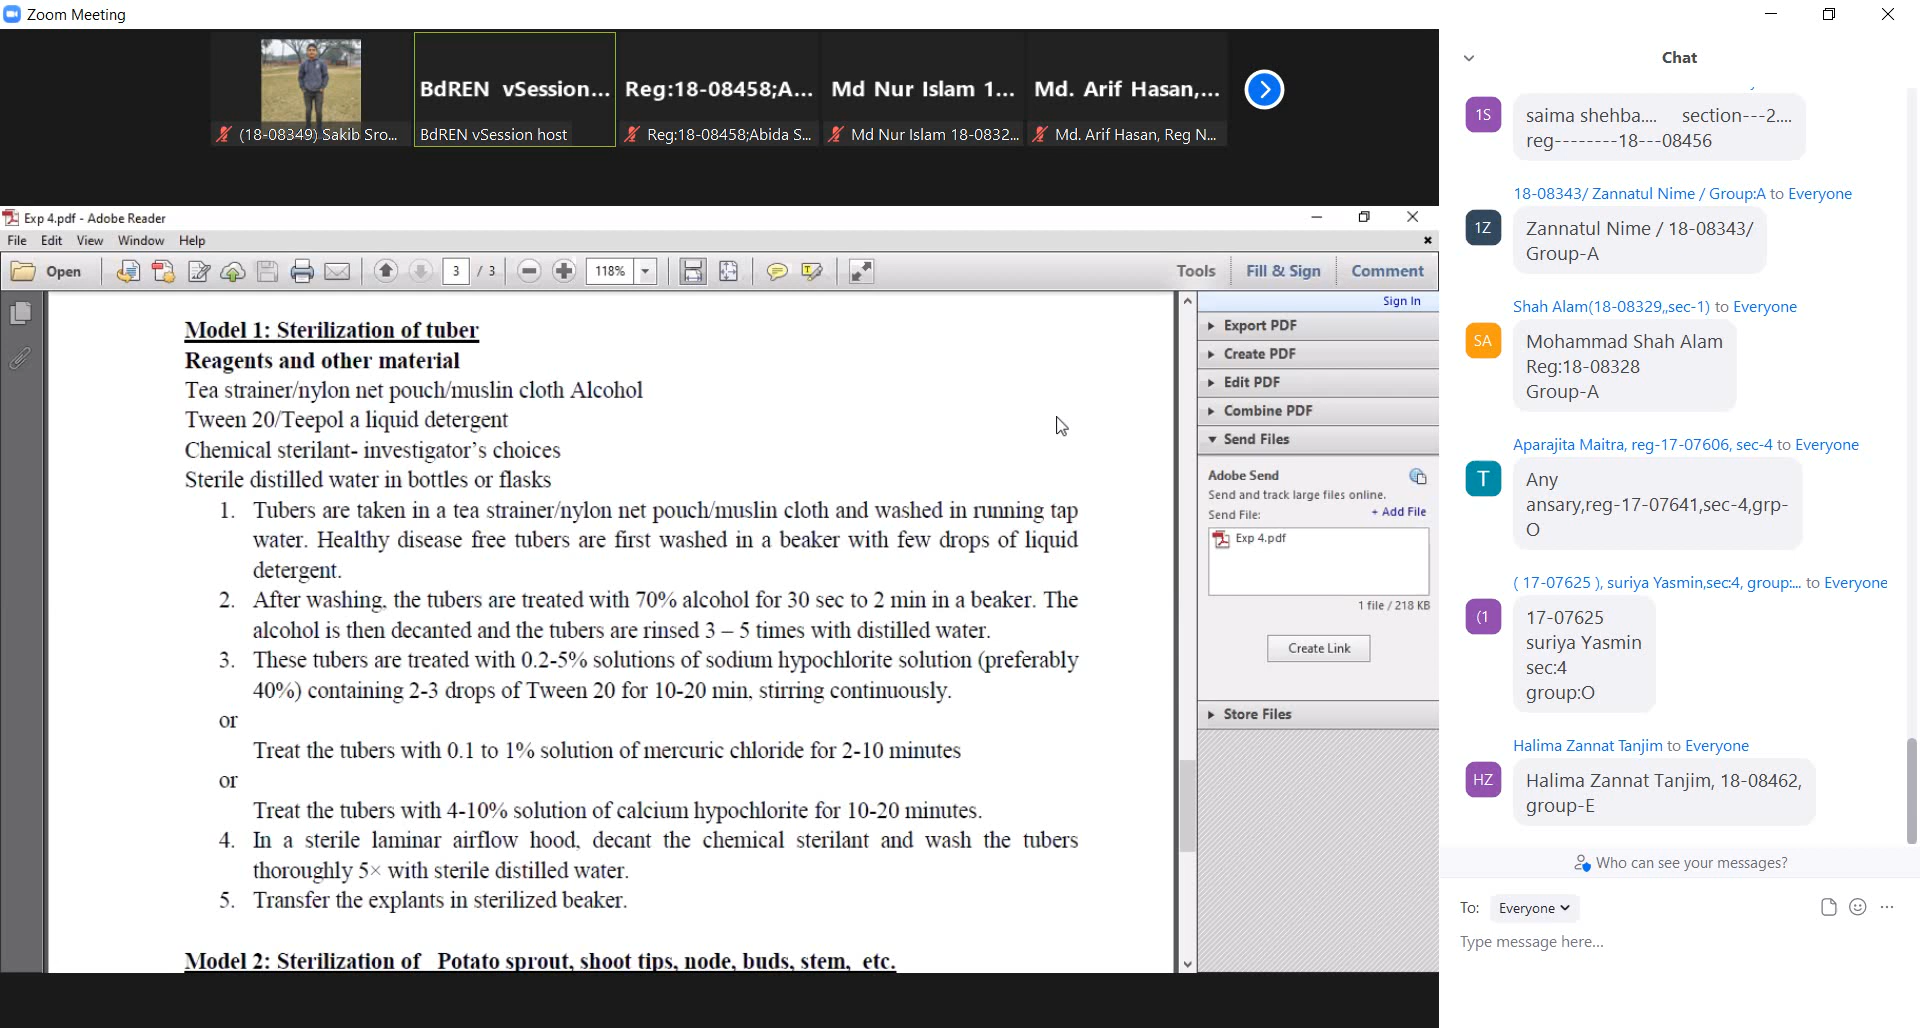 Zoom Meeting
(18-08349) Sakib Sro...
BdREN vSession...
BdREN vSession host
Reg:18-08458;A...
Reg:18-08458;Abida S...
Md Nur Islam 1...
Md Nur Islam 18-0832...
Md. Arif Hasan,...
Md. Arif Hasan, Reg N...
Exp 4.pdf - Adobe Reader
File Edit View Window Help
Open
3 / 3
118%
Tools Fill & Sign Comment
Model 1: Sterilization of tuber
Reagents and other material
Tea strainer/nylon net pouch/muslin cloth Alcohol
Tween 20/Teepol a liquid detergent
Chemical sterilant- investigator's choices
Sterile distilled water in bottles or flasks
1. Tubers are taken in a tea strainer/nylon net pouch/muslin cloth and washed in running tap
water. Healthy disease free tubers are first washed in a beaker with few drops of liquid
detergent.
2. After washing, the tubers are treated with 70% alcohol for 30 sec to 2 min in a beaker. The
alcohol is then decanted and the tubers are rinsed 3 – 5 times with distilled water.
3. These tubers are treated with 0.2-5% solutions of sodium hypochlorite solution (preferably
40%) containing 2-3 drops of Tween 20 for 10-20 min, stirring continuously.
or
Treat the tubers with 0.1 to 1% solution of mercuric chloride for 2-10 minutes
or
Treat the tubers with 4-10% solution of calcium hypochlorite for 10-20 minutes.
4. In a sterile laminar airflow hood, decant the chemical sterilant and wash the tubers
thoroughly 5× with sterile distilled water.
5. Transfer the explants in sterilized beaker.
Model 2: Sterilization of Potato sprout, shoot tips, node, buds, stem, etc.
Sign In
Export PDF
Create PDF
Edit PDF
Combine PDF
Send Files
Adobe Send
Send and track large files online.
Send File:
+ Add File
Exp 4.pdf
1 file / 218 KB
Create Link
Store Files
Chat
1S
saima shehba.... section---2....
reg--------18---08456
18-08343/ Zannatul Nime / Group:A to Everyone
1Z
Zannatul Nime / 18-08343/
Group-A
Shah Alam(18-08329,,sec-1) to Everyone
SA
Mohammad Shah Alam
Reg:18-08328
Group-A
Aparajita Maitra, reg-17-07606, sec-4 to Everyone
T
Any
ansary,reg-17-07641,sec-4,grp-
O
( 17-07625 ), suriya Yasmin,sec:4, group:... to Everyone
(1
17-07625
suriya Yasmin
sec:4
group:O
Halima Zannat Tanjim to Everyone
HZ
Halima Zannat Tanjim, 18-08462,
group-E
Who can see your messages?
To: Everyone
Type message here...